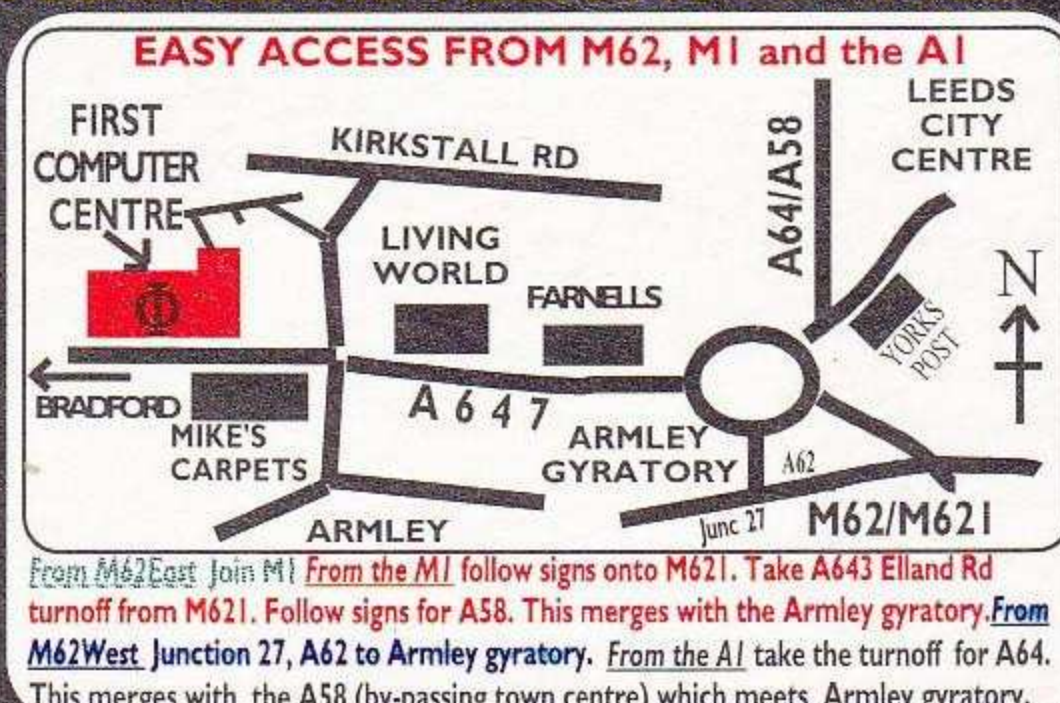 EASY ACCESS FROM M62, M1 and the A1
FIRST
COMPUTER
CENTRE
KIRKSTALL RD
A64/A58
LEEDS
CITY
CENTRE
LIVING
WORLD
FARNELLS
YORKS
POST
N
BRADFORD
MIKE'S
CARPETS
A 6 4 7
ARMLEY
GYRATORY
A62
Junc 27
M62/M621
ARMLEY
From M62East Join M1 From the M1 follow signs onto M621. Take A643 Elland Rd
turnoff from M621. Follow signs for A58. This merges with the Armley gyratory.From
M62West Junction 27, A62 to Armley gyratory. From the A1 take the turnoff for A64.
This merges with the A58 (by-passing town centre) which meets Armley gyratory.